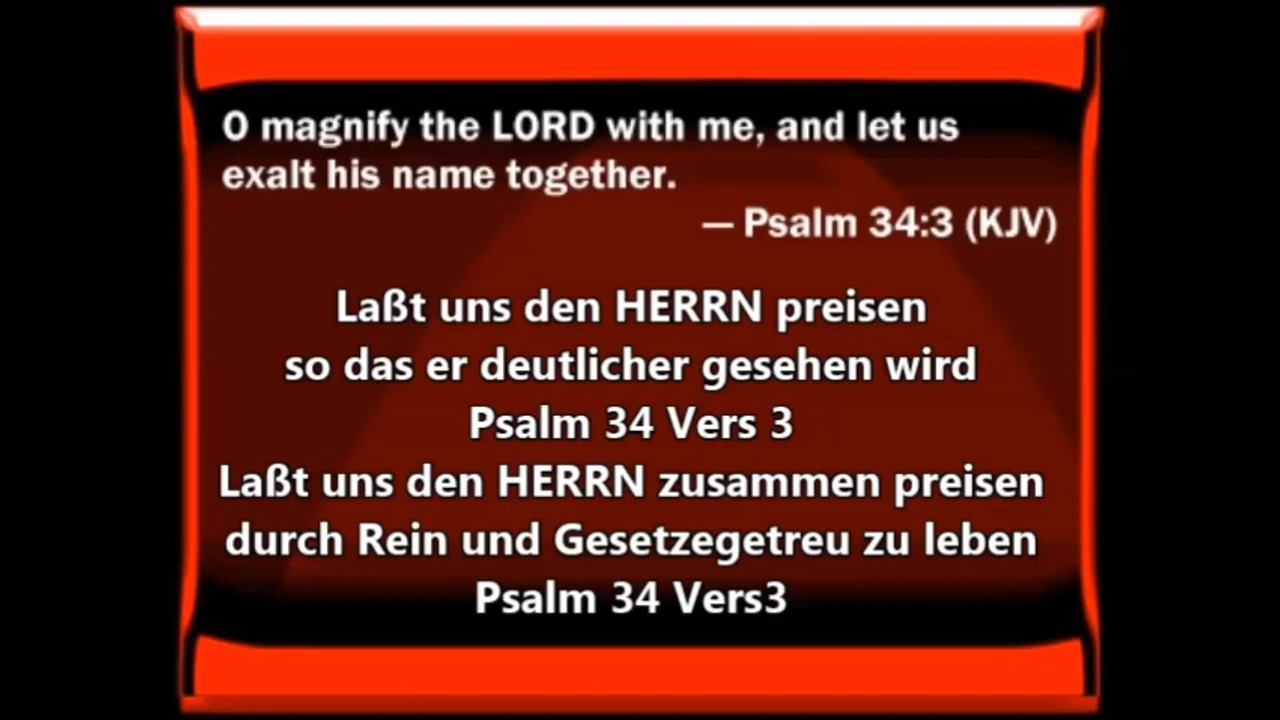 O magnify the LORD with me, and let us
exalt his name together.
— Psalm 34:3 (KJV)
Laßt uns den HERRN preisen
so das er deutlicher gesehen wird
Psalm 34 Vers 3
Laßt uns den HERRN zusammen preisen
durch Rein und Gesetzegetreu zu leben
Psalm 34 Vers3